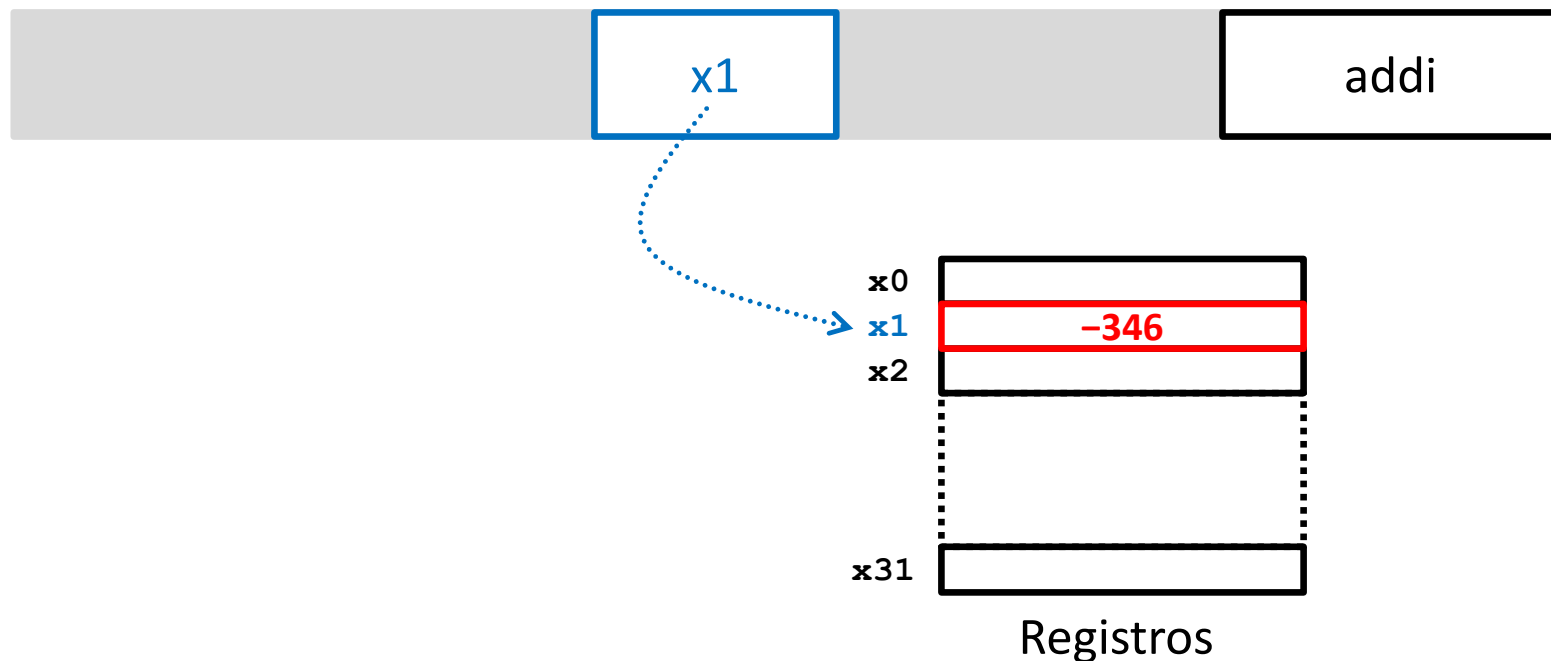 x1 addi
x0
x1 –346
x2
x31
Registros